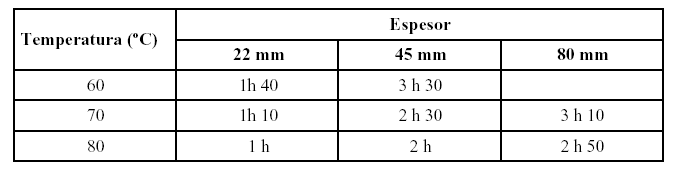 Temperatura (ºC) Espesor
22 mm 45 mm 80 mm
60 1h 40 3 h 30
70 1h 10 2 h 30 3 h 10
80 1 h 2 h 2 h 50